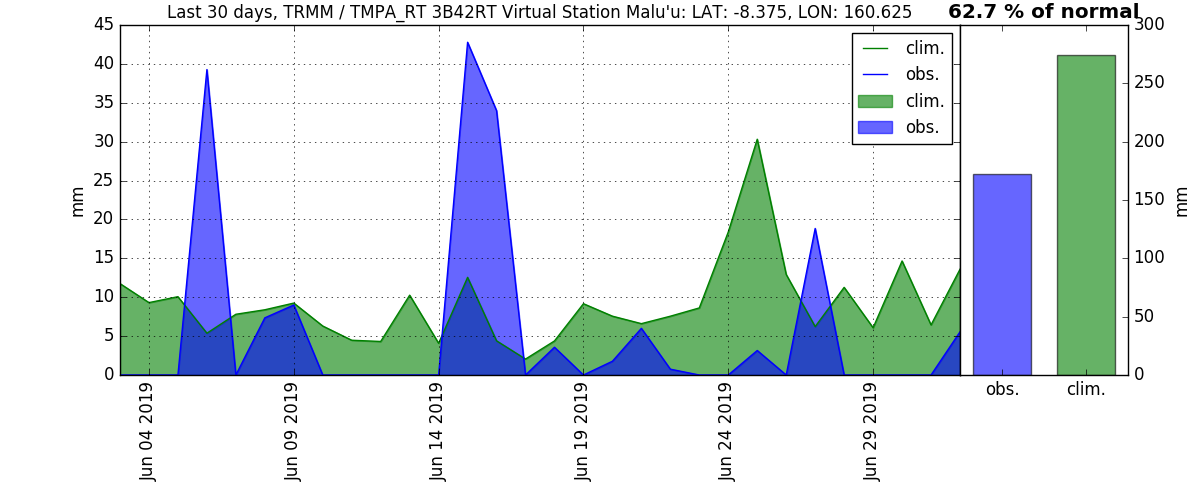 Last 30 days, TRMM / TMPA_RT 3B42RT Virtual Station Malu'u: LAT: -8.375, LON: 160.625
62.7 % of normal
45
40
35
30
25
20
15
10
5
0
mm
clim.
obs.
clim.
obs.
Jun 04 2019
Jun 09 2019
Jun 14 2019
Jun 19 2019
Jun 24 2019
Jun 29 2019
300
250
200
150
100
50
0
mm
obs.
clim.